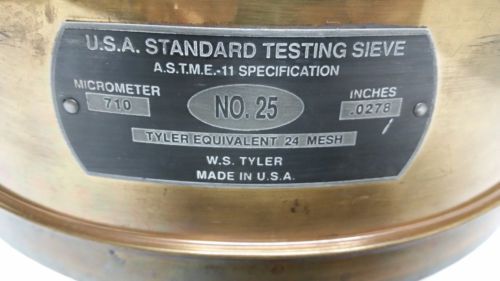 U.S.A. STANDARD TESTING SIEVE
A.S.T.M.E.-11 SPECIFICATION
MICROMETER
710
NO. 25
INCHES
.0278
TYLER EQUIVALENT 24 MESH
W.S. TYLER
MADE IN U.S.A.